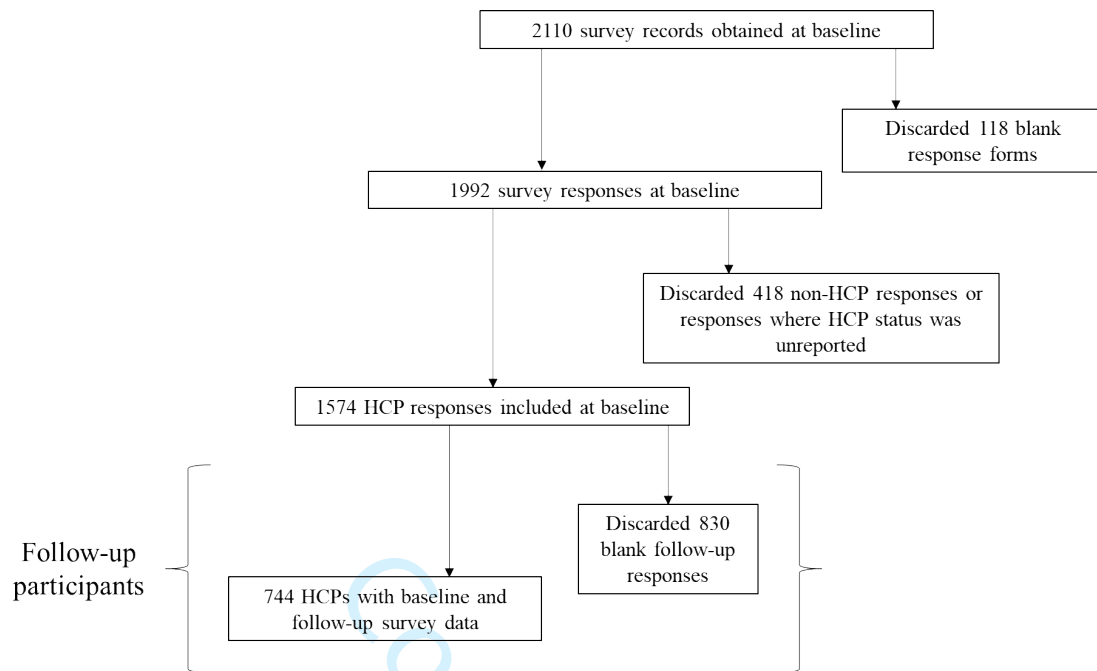 2110 survey records obtained at baseline
Discarded 118 blank
response forms
1992 survey responses at baseline
Discarded 418 non-HCP responses or
responses where HCP status was
unreported
1574 HCP responses included at baseline
Follow-up
participants
Discarded 830
blank follow-up
responses
744 HCPs with baseline and
follow-up survey data